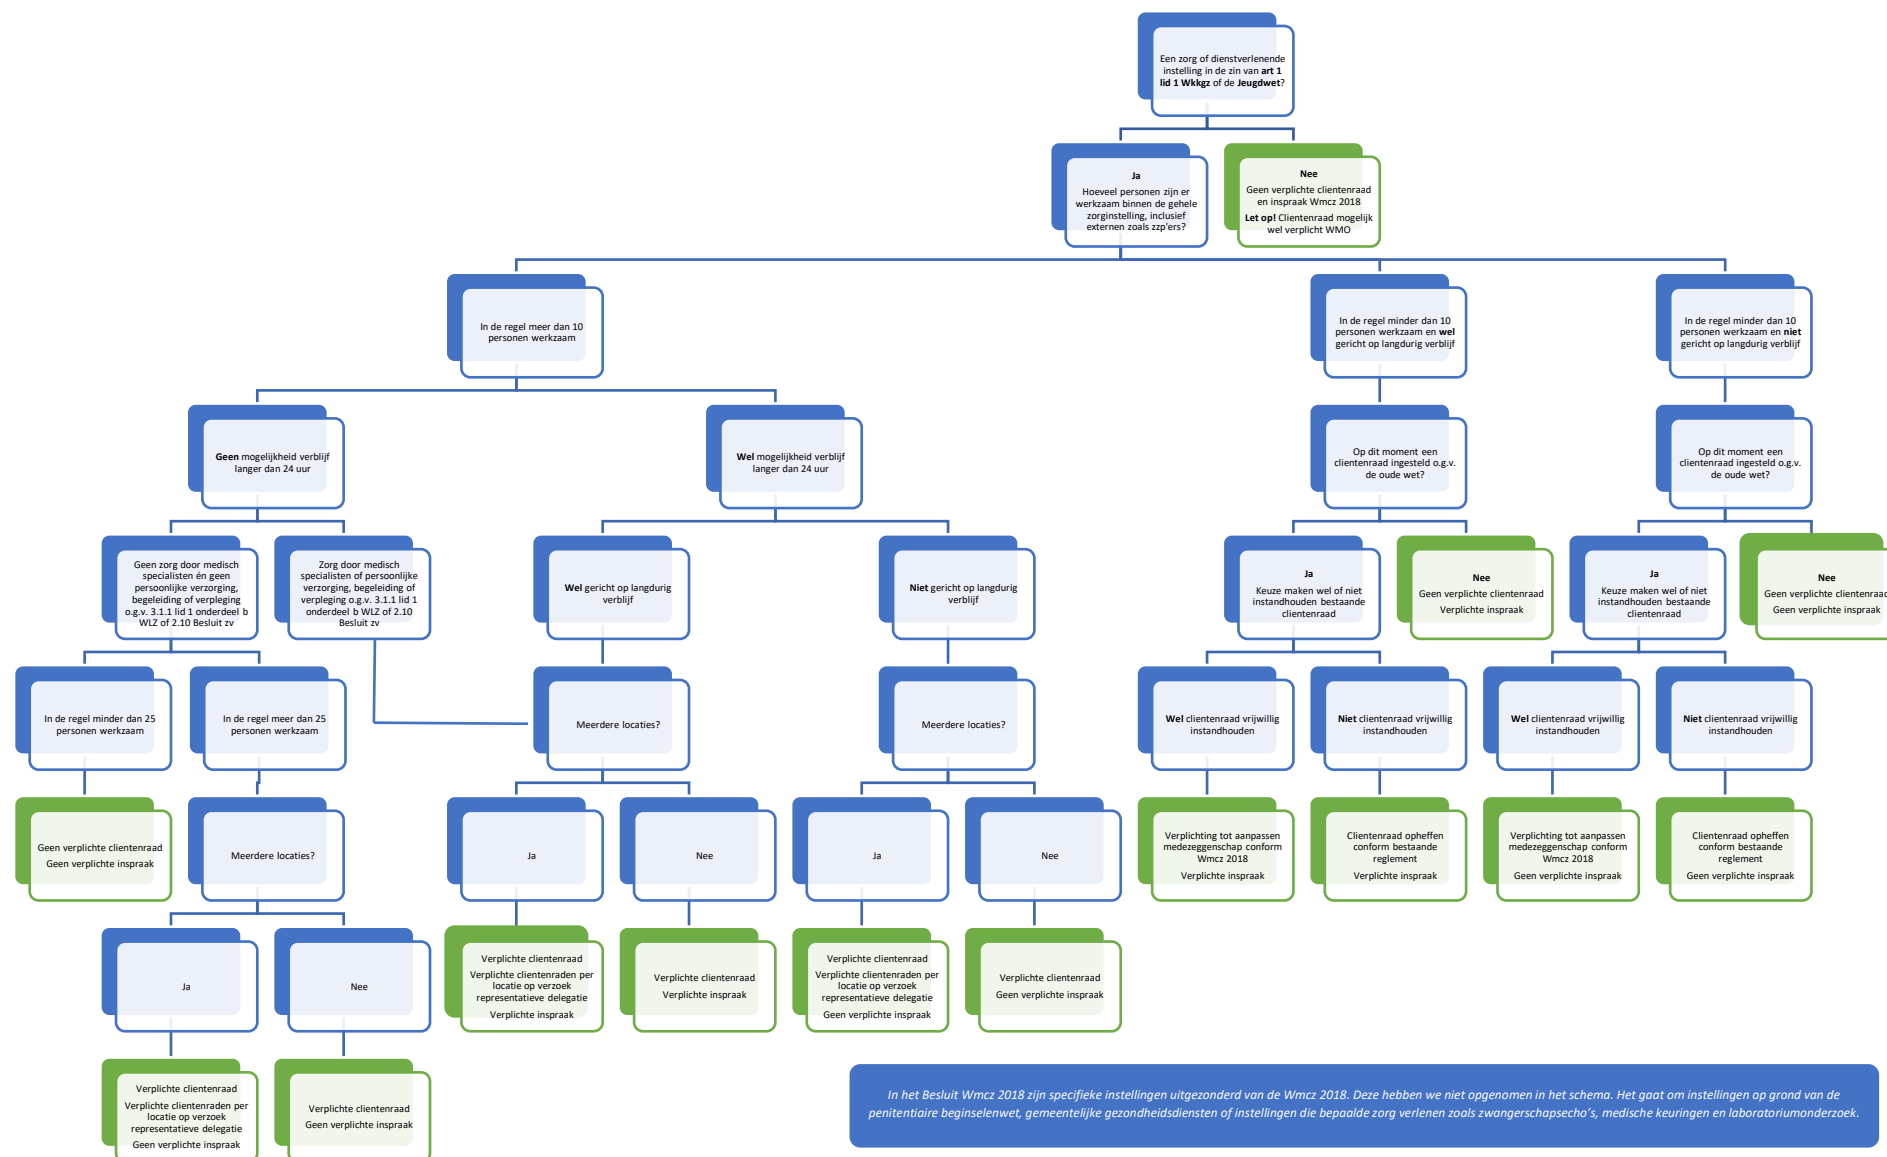 Een zorg of dienstverlenende
instelling in de zin van art 1
lid 1 Wkkgz of de Jeugdwet?
Ja
Hoeveel personen zijn er
werkzaam binnen de gehele
zorginstelling, inclusief
externen zoals zzp'ers?
Nee
Geen verplichte clientenraad
en inspraak Wmcz 2018
Let op! Clientenraad mogelijk
wel verplicht WMO
In de regel meer dan 10
personen werkzaam
In de regel minder dan 10
personen werkzaam en wel
gericht op langdurig verblijf
In de regel minder dan 10
personen werkzaam en niet
gericht op langdurig verblijf
Geen mogelijkheid verblijf
langer dan 24 uur
Wel mogelijkheid verblijf
langer dan 24 uur
Op dit moment een
clientenraad ingesteld o.g.v.
de oude wet?
Op dit moment een
clientenraad ingesteld o.g.v.
de oude wet?
Geen zorg door medisch
specialisten én geen
persoonlijke verzorging,
begeleiding of verpleging
o.g.v. 3.1.1 lid 1 onderdeel b
WLZ of 2.10 Besluit zv
Zorg door medisch
specialisten of persoonlijke
verzorging, begeleiding of
verpleging o.g.v. 3.1.1 lid 1
onderdeel b WLZ of 2.10
Besluit zv
Wel gericht op langdurig
verblijf
Niet gericht op langdurig
verblijf
Ja
Keuze maken wel of niet
instandhouden bestaande
clientenraad
Nee
Geen verplichte clientenraad
Verplichte inspraak
Ja
Keuze maken wel of niet
instandhouden bestaande
clientenraad
Nee
Geen verplichte clientenraad
Geen verplichte inspraak
In de regel minder dan 25
personen werkzaam
In de regel meer dan 25
personen werkzaam
Meerdere locaties?
Meerdere locaties?
Wel clientenraad vrijwillig
instandhouden
Niet clientenraad vrijwillig
instandhouden
Wel clientenraad vrijwillig
instandhouden
Niet clientenraad vrijwillig
instandhouden
Geen verplichte clientenraad
Geen verplichte inspraak
Meerdere locaties?
Ja
Nee
Ja
Nee
Verplichting tot aanpassen
medezeggenschap conform
Wmcz 2018
Verplichte inspraak
Clientenraad opheffen
conform bestaande
reglement
Verplichte inspraak
Verplichting tot aanpassen
medezeggenschap conform
Wmcz 2018
Geen verplichte inspraak
Clientenraad opheffen
conform bestaande
reglement
Geen verplichte inspraak
Ja
Nee
Verplichte clientenraad
Verplichte clientenraden per
locatie op verzoek
representatieve delegatie
Verplichte inspraak
Verplichte clientenraad
Verplichte inspraak
Verplichte clientenraad
Verplichte clientenraden per
locatie op verzoek
representatieve delegatie
Geen verplichte inspraak
Verplichte clientenraad
Geen verplichte inspraak
Verplichte clientenraad
Verplichte clientenraden per
locatie op verzoek
representatieve delegatie
Geen verplichte inspraak
Verplichte clientenraad
Geen verplichte inspraak
In het Besluit Wmcz 2018 zijn specifieke instellingen uitgezonderd van de Wmcz 2018. Deze hebben we niet opgenomen in het schema. Het gaat om instellingen op grond van de
penitentiaire beginselenwet, gemeentelijke gezondheidsdiensten of instellingen die bepaalde zorg verlenen zoals zwangerschapsecho's, medische keuringen en laboratoriumonderzoek.